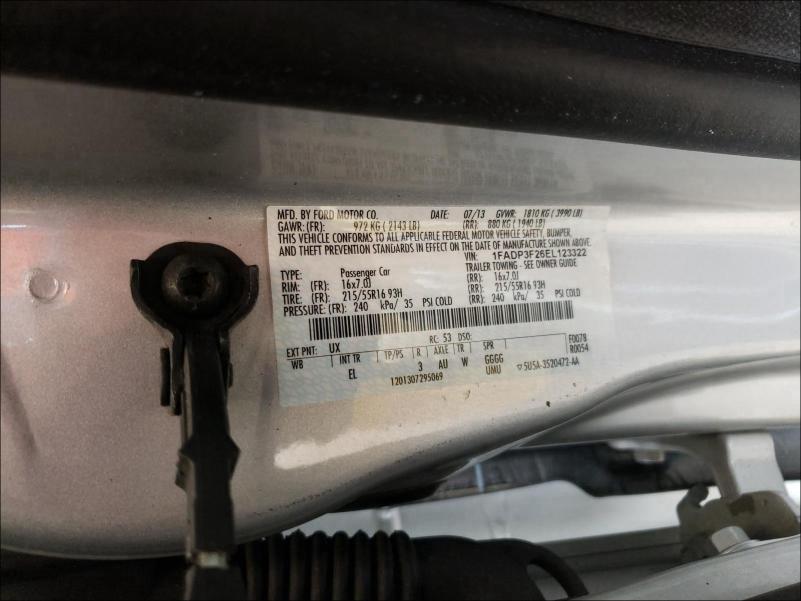 MFD. BY FORD MOTOR CO. DATE: 07/13 GVWR: 1810 KG ( 3990 LB)
GAWR: (FR): 972 KG ( 2143 LB) (RR): 880 KG ( 1940 LB)
THIS VEHICLE CONFORMS TO ALL APPLICABLE FEDERAL MOTOR VEHICLE SAFETY, BUMPER,
AND THEFT PREVENTION STANDARDS IN EFFECT ON THE DATE OF MANUFACTURE SHOWN ABOVE.
VIN: 1FADP3F26EL123322
TYPE: Passenger Car TRAILER TOWING - SEE OWNER GUIDE
RIM: (FR): 16x7.0J (RR): 16x7.0J
TIRE: (FR): 215/55R16 93H (RR): 215/55R16 93H
PRESSURE: (FR): 240 kPa/ 35 PSI COLD (RR): 240 kPa/ 35 PSI COLD
EXT PNT: UX RC: 53 DSO: F0078
WB INT TR TP/PS R AXLE TR SPR R0054
EL 3 AU W GGGG
1201307295069 UMU 5U5A-3520472-AA